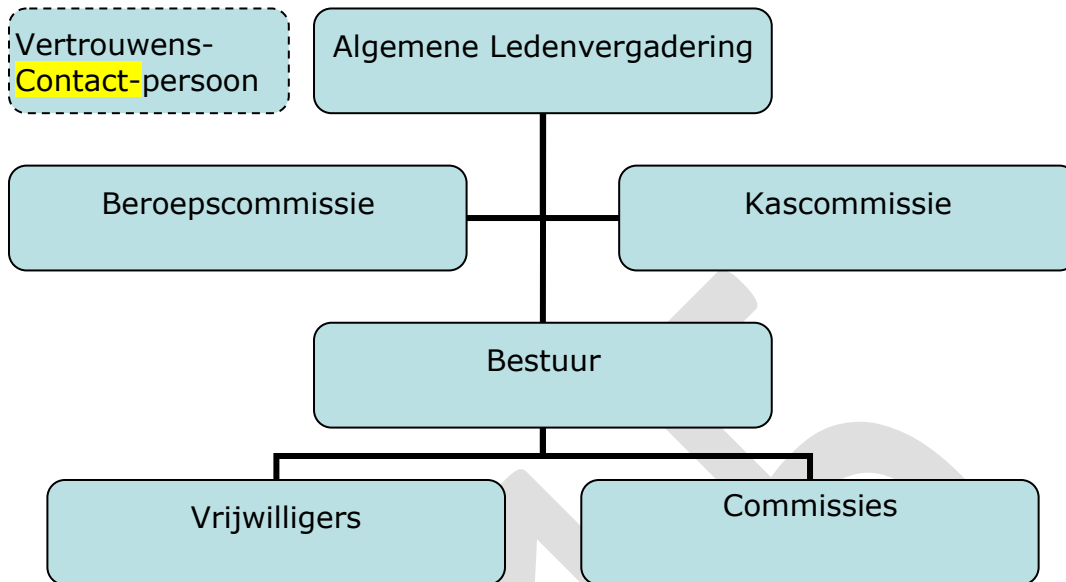 Vertrouwens-
Contact-persoon
Algemene Ledenvergadering
Beroepscommissie
Kascommissie
Bestuur
Vrijwilligers
Commissies